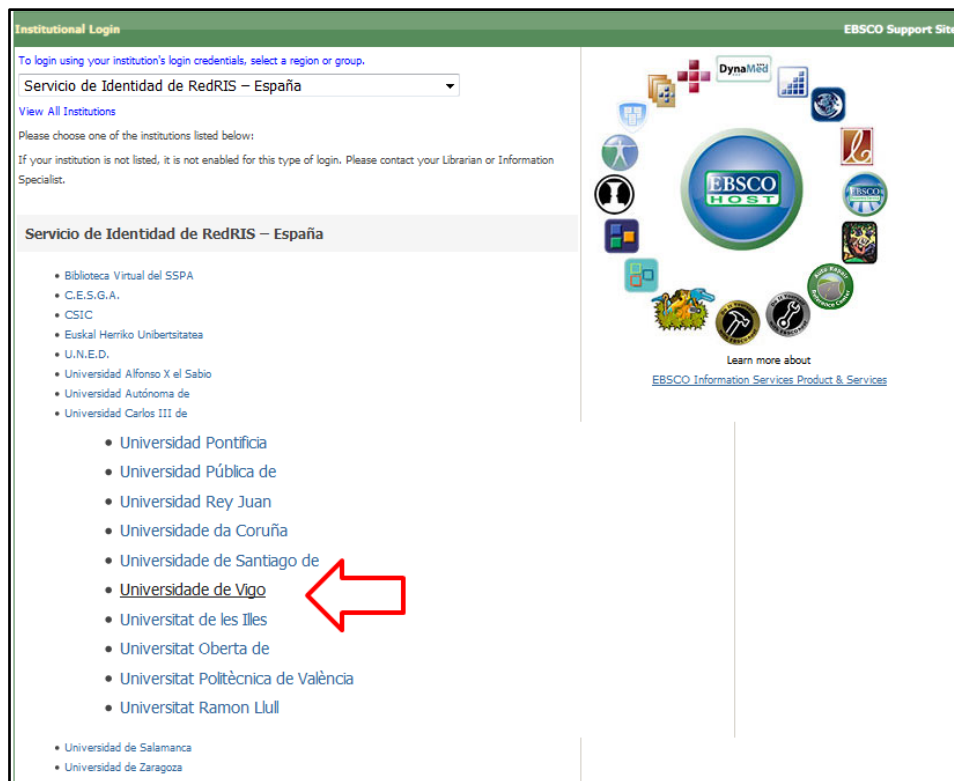 Institutional Login
EBSCO Support Site
To login using your institution's login credentials, select a region or group.
Servicio de Identidad de RedRIS – España
View All Institutions
Please choose one of the institutions listed below:
If your institution is not listed, it is not enabled for this type of login. Please contact your Librarian or Information
Specialist.
Servicio de Identidad de RedRIS – España
• Biblioteca Virtual del SSPA
• C.E.S.G.A.
• CSIC
• Euskal Herriko Unibertsitatea
• U.N.E.D.
• Universidad Alfonso X el Sabio
• Universidad Autónoma de
• Universidad Carlos III de
• Universidad Pontificia
• Universidad Pública de
• Universidad Rey Juan
• Universidade da Coruña
• Universidade de Santiago de
• Universidade de Vigo
• Universitat de les Illes
• Universitat Oberta de
• Universitat Politècnica de València
• Universitat Ramon Llull
• Universidad de Salamanca
• Universidad de Zaragoza
DynaMed
EBSCO
HOST
EBSCO
Auto Repair
Reference Center
Learn more about
EBSCO Information Services Product & Services